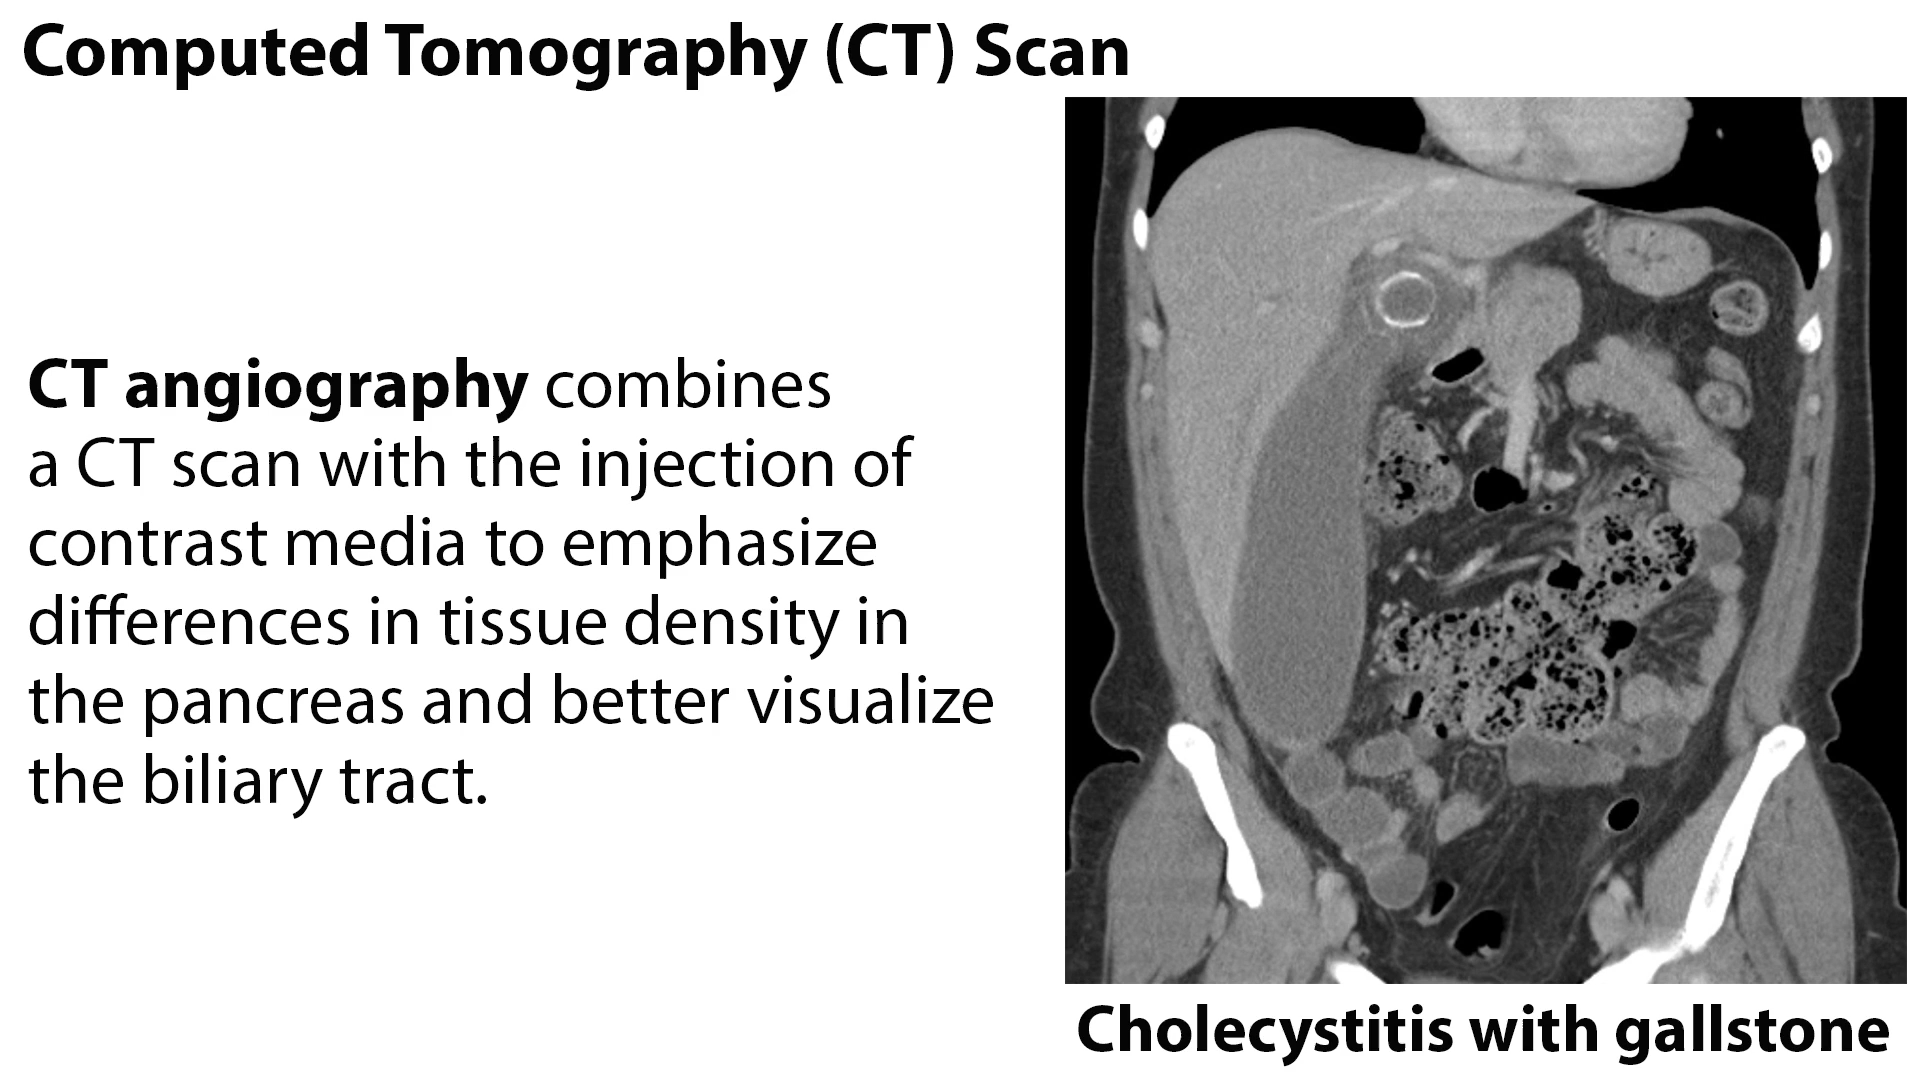 Computed Tomography (CT) Scan
CT angiography combines
a CT scan with the injection of
contrast media to emphasize
differences in tissue density in
the pancreas and better visualize
the biliary tract.
Cholecystitis with gallstone